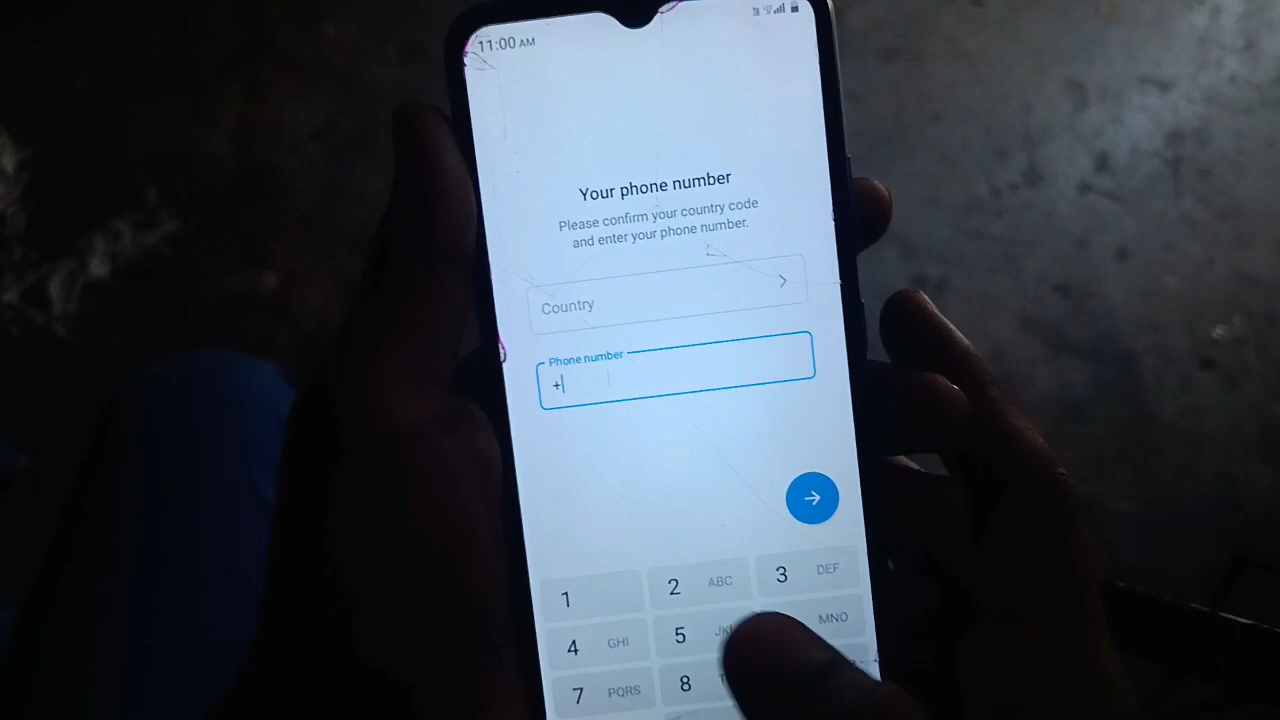 11:00 AM
Your phone number
Please confirm your country code
and enter your phone number.
Country
Phone number
+
1
2 ABC
3 DEF
4 GHI
5
MNO
7 PQRS
8